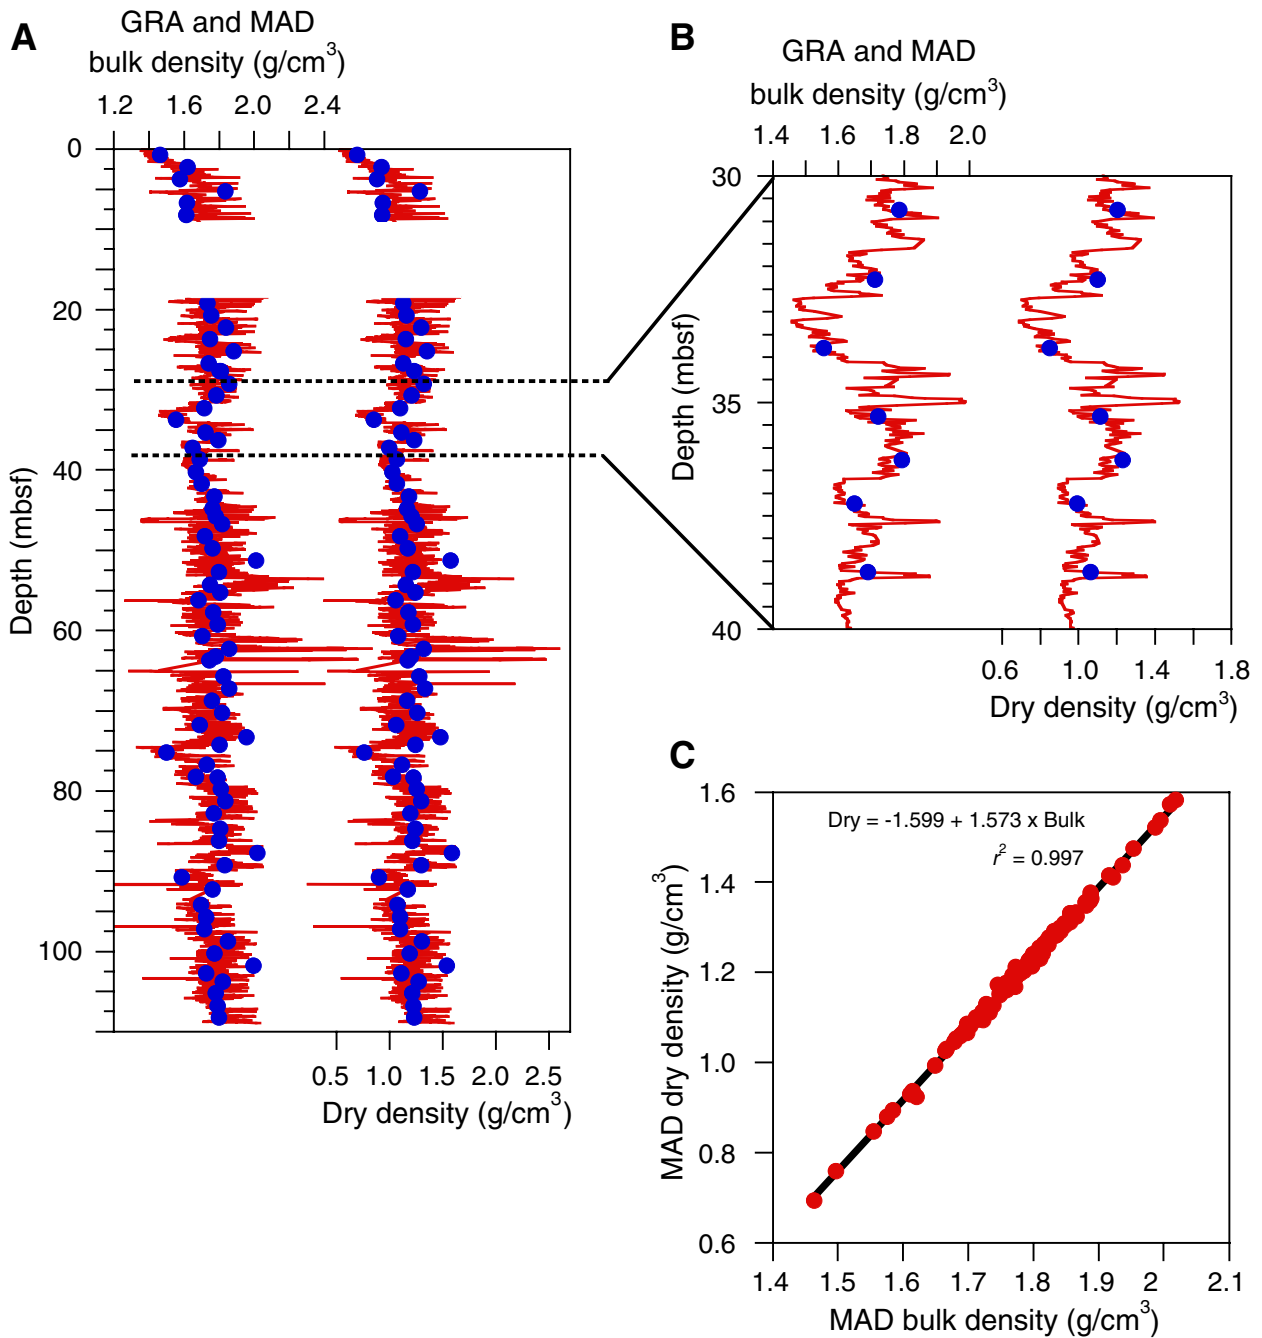 A
GRA and MAD
bulk density (g/cm³)
1.2 1.6 2.0 2.4
0
20
40
60
80
100
Depth (mbsf)
0.5 1.0 1.5 2.0 2.5
Dry density (g/cm³)
B
GRA and MAD
bulk density (g/cm³)
1.4 1.6 1.8 2.0
30
35
40
Depth (mbsf)
0.6 1.0 1.4 1.8
Dry density (g/cm³)
C
1.6
1.4
1.2
1.0
0.8
0.6
MAD dry density (g/cm³)
Dry = -1.599 + 1.573 x Bulk
r² = 0.997
1.4 1.5 1.6 1.7 1.8 1.9 2 2.1
MAD bulk density (g/cm³)